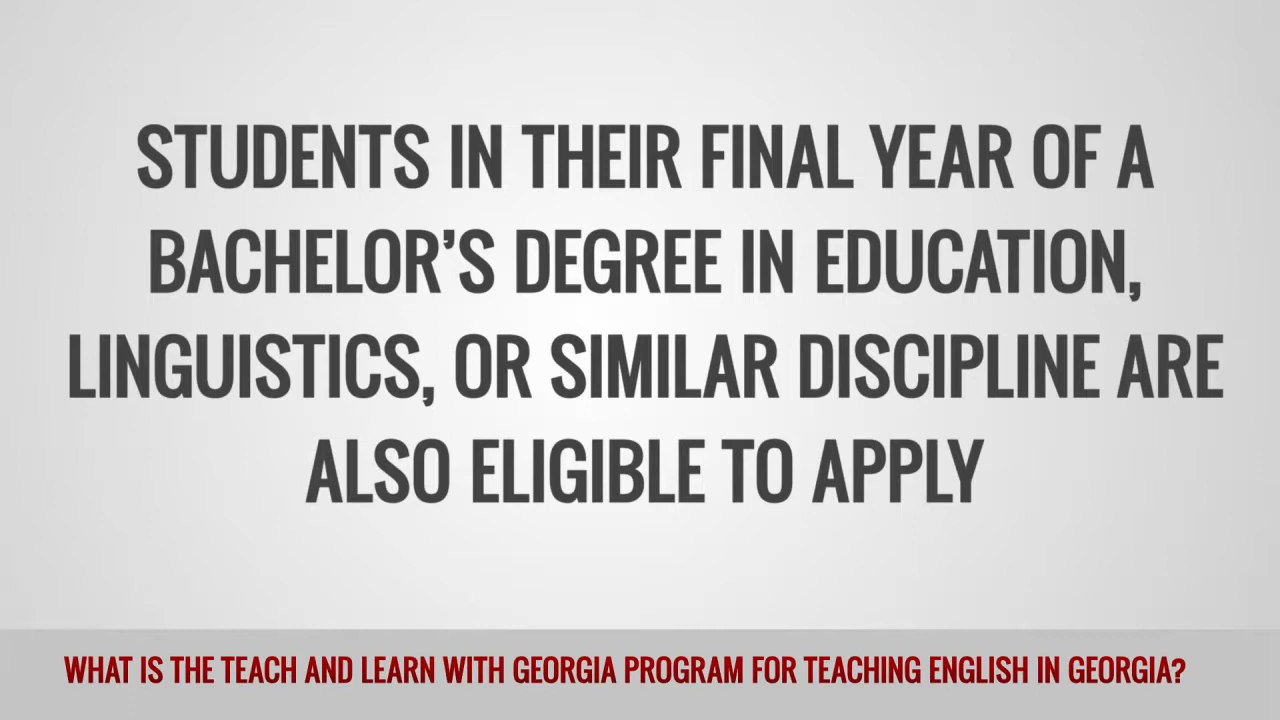 STUDENTS IN THEIR FINAL YEAR OF A
BACHELOR'S DEGREE IN EDUCATION,
LINGUISTICS, OR SIMILAR DISCIPLINE ARE
ALSO ELIGIBLE TO APPLY
WHAT IS THE TEACH AND LEARN WITH GEORGIA PROGRAM FOR TEACHING ENGLISH IN GEORGIA?